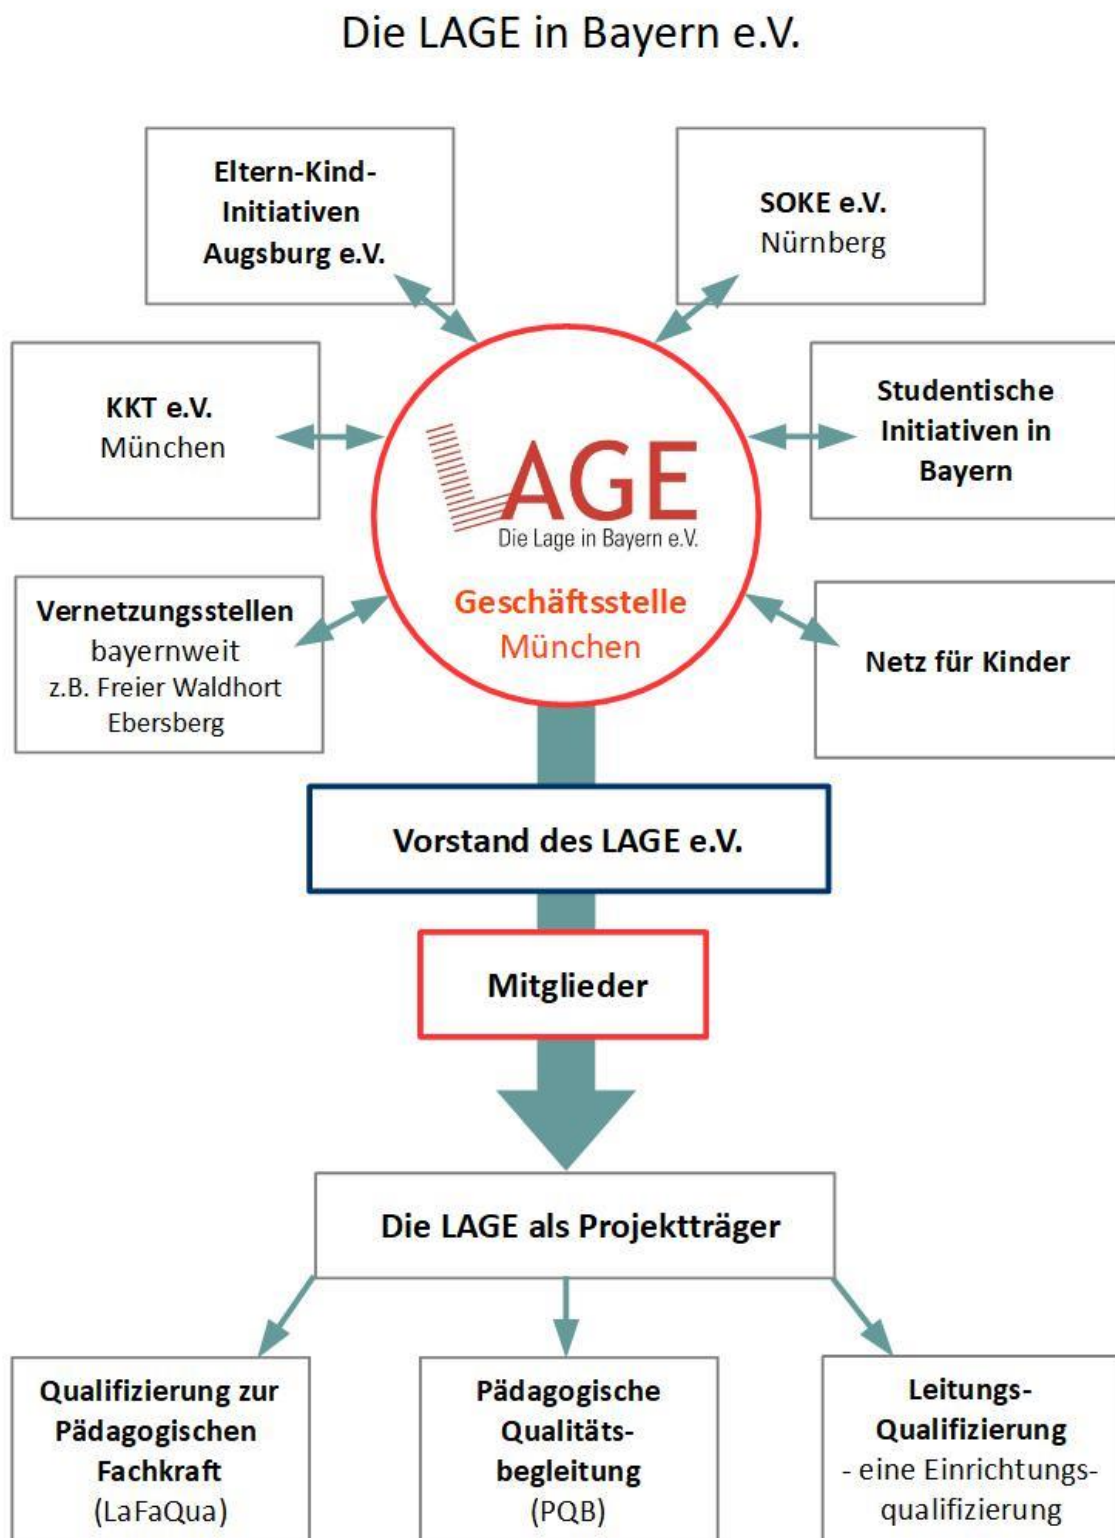 Die LAGE in Bayern e.V.
Eltern-Kind-
Initiativen
Augsburg e.V.
SOKE e.V.
Nürnberg
KKT e.V.
München
Studentische
Initiativen in
Bayern
LAGE
Die Lage in Bayern e.V.
Geschäftsstelle
München
Vernetzungsstellen
bayernweit
z.B. Freier Waldhort
Ebersberg
Netz für Kinder
Vorstand des LAGE e.V.
Mitglieder
Die LAGE als Projektträger
Qualifizierung zur
Pädagogischen
Fachkraft
(LaFaQua)
Pädagogische
Qualitäts-
begleitung
(PQB)
Leitungs-
Qualifizierung
- eine Einrichtungs-
qualifizierung